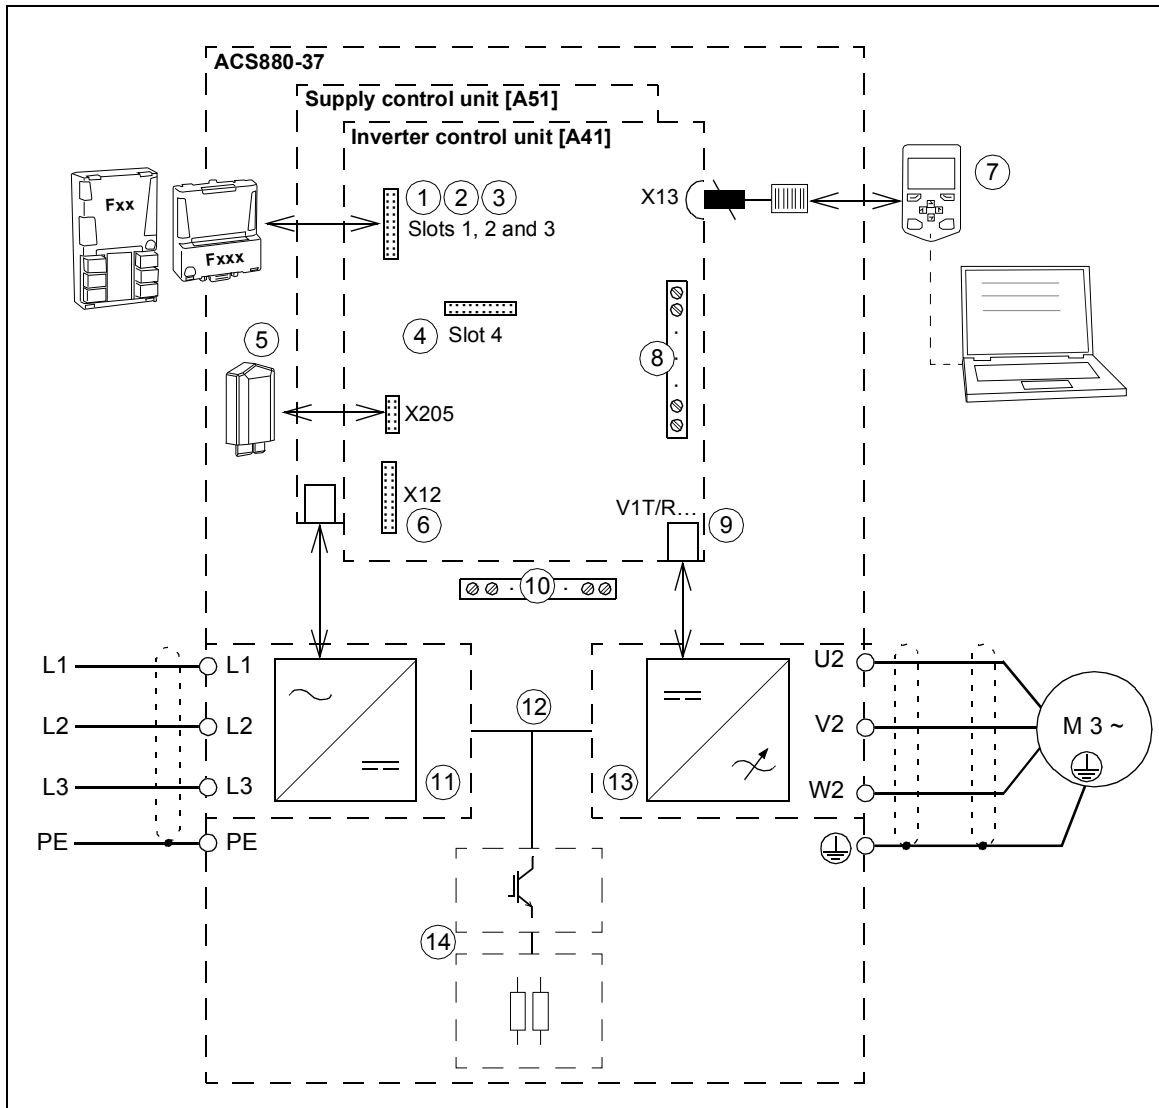 ACS880-37
Supply control unit [A51]
Inverter control unit [A41]
Fxx
Fxxx
1 2 3
Slots 1, 2 and 3
X13
7
4 Slot 4
5
8
X205
X12
6
V1T/R...
9
10
L1 L1
L2 L2
L3 L3
PE PE
11
12
13
U2
V2
W2
M 3 ~
14